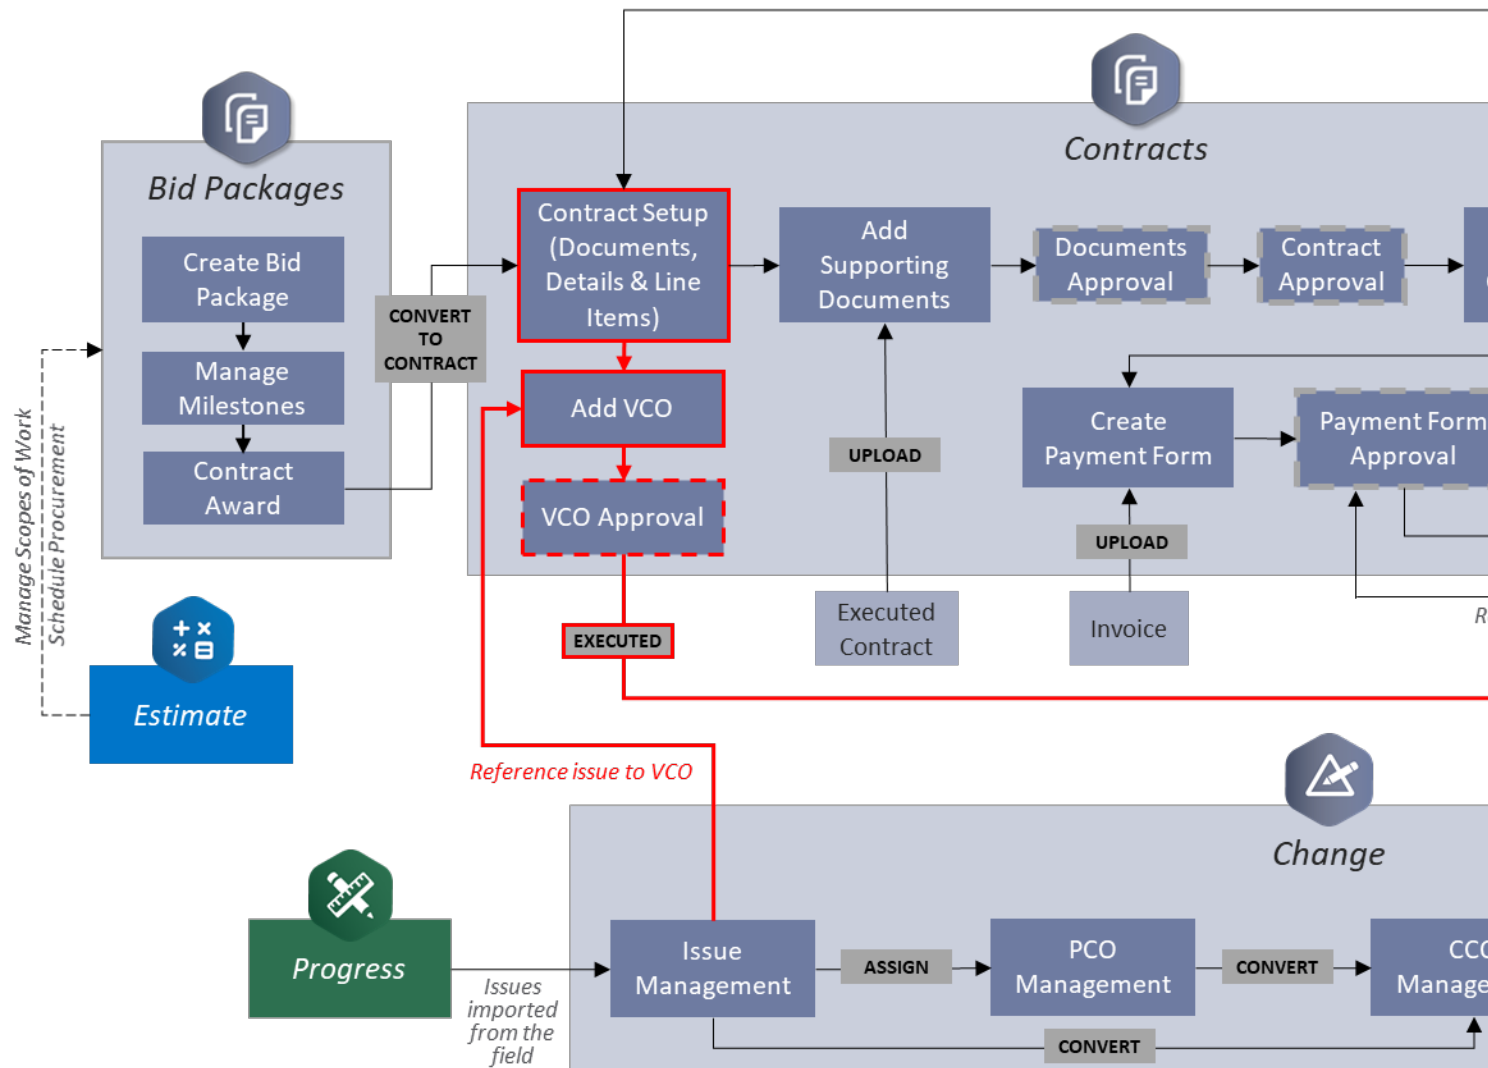 Bid Packages
Create Bid
Package
Manage
Milestones
Contract
Award
CONVERT
TO
CONTRACT
Manage Scopes of Work
Schedule Procurement
Estimate
Contracts
Contract Setup
(Documents,
Details & Line
Items)
Add
Supporting
Documents
Documents
Approval
Contract
Approval
Add VCO
VCO Approval
EXECUTED
UPLOAD
Executed
Contract
Create
Payment Form
Payment Form
Approval
UPLOAD
Invoice
Reference issue to VCO
Change
Progress
Issues
imported
from the
field
Issue
Management
ASSIGN
PCO
Management
CONVERT
CONVERT